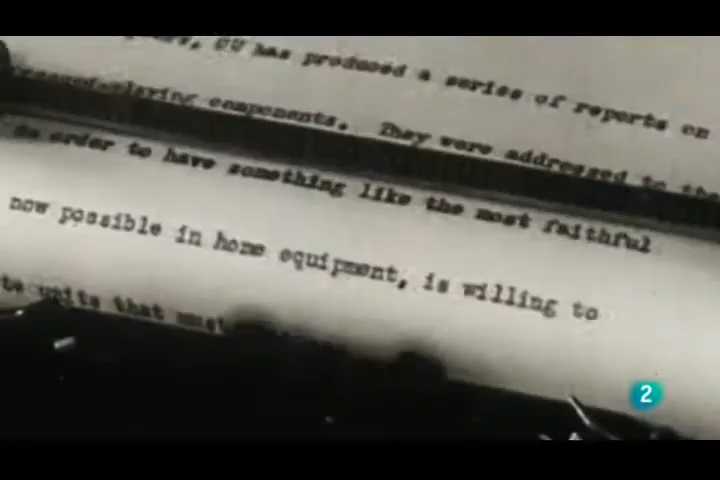 CU has produced a series of reports on
components. They were addressed to the
in order to have something like the most faithful
now possible in home equipment, is willing to
units that must
2